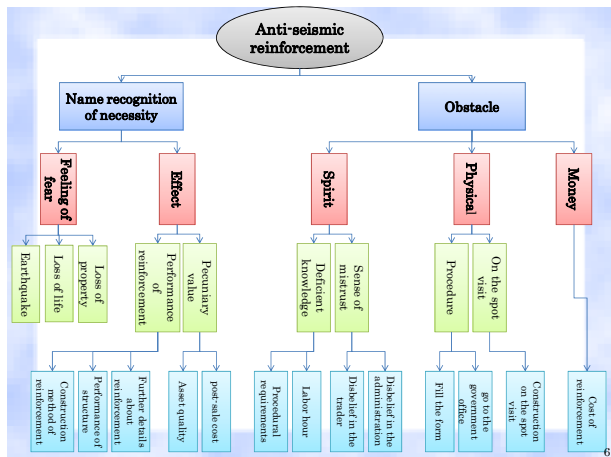 Anti-seismic
reinforcement
Name recognition
of necessity
Obstacle
Feeling of
fear
Effect
Spirit
Physical
Money
Earthquake
Loss of life
Loss of
property
Performance
of
reinforcement
Pecuniary
value
Deficient
knowledge
Sense of
mistrust
Procedure
On the spot
visit
Construction
method of
reinforcement
Performance of
structure
Further details
about
reinforcement
Asset quality
post-sale cost
Procedural
requirements
Labor hour
Disbelief in the
trader
Disbelief in the
administration
Fill the form
go to the
government
office
Construction
on the spot
visit
Cost of
reinforcement
6